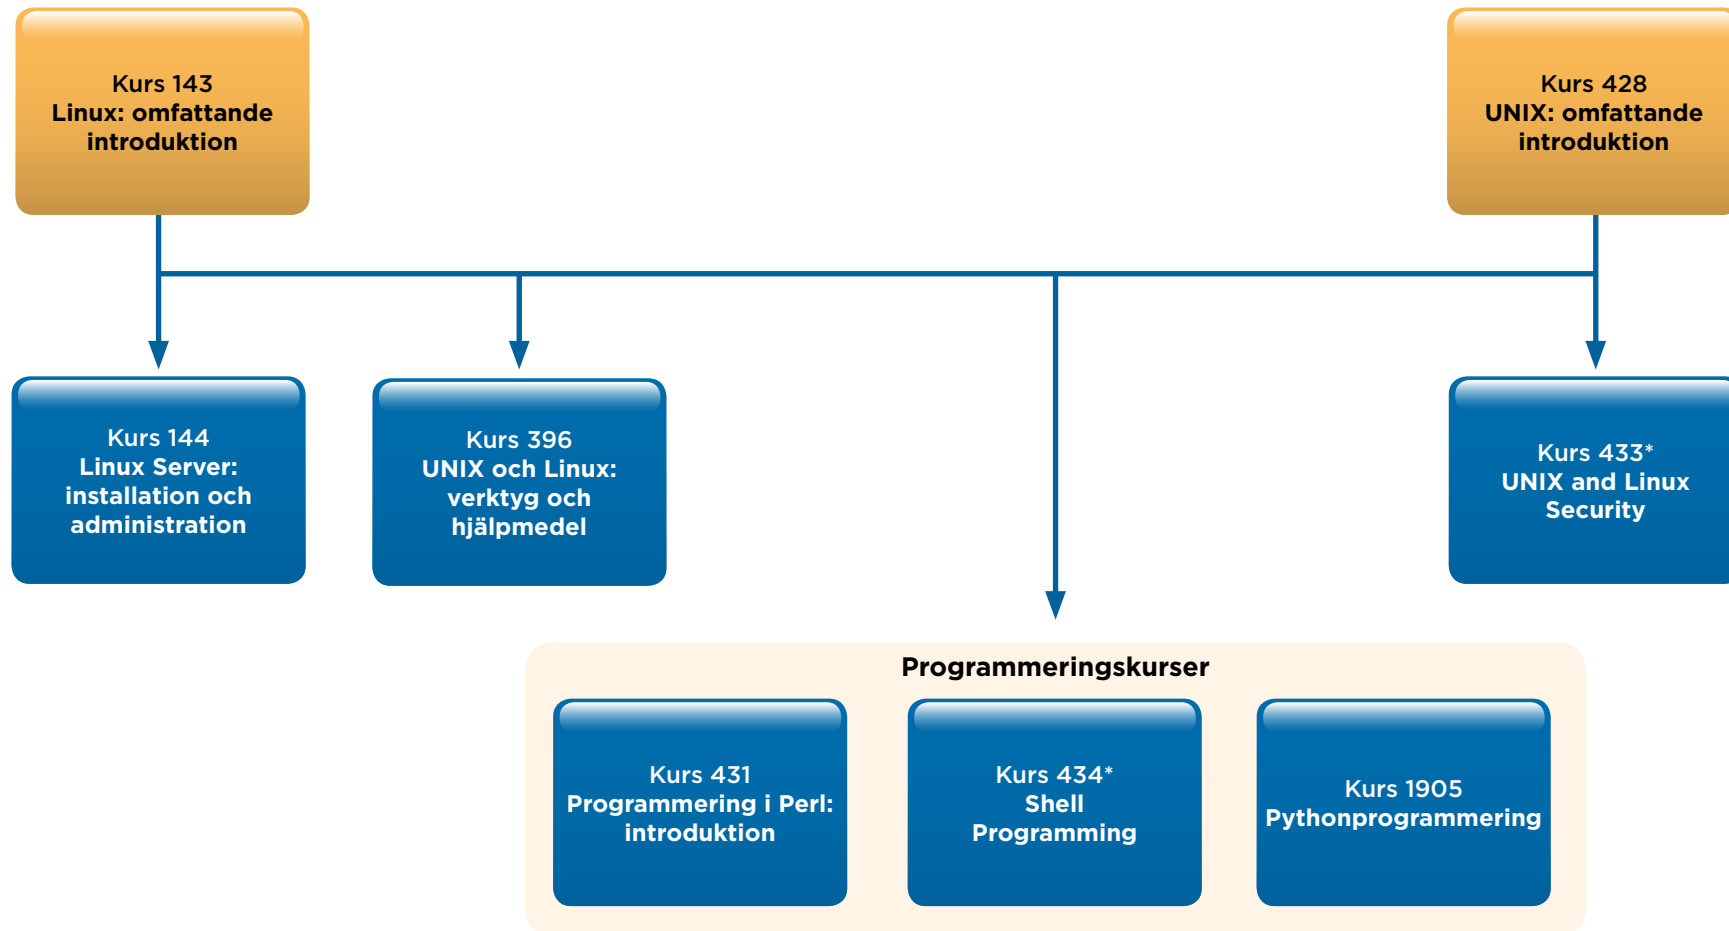 Kurs 143
Linux: omfattande
introduktion
Kurs 428
UNIX: omfattande
introduktion
Kurs 144
Linux Server:
installation och
administration
Kurs 396
UNIX och Linux:
verktyg och
hjälpmedel
Kurs 433*
UNIX and Linux
Security
Programmeringskurser
Kurs 431
Programmering i Perl:
introduktion
Kurs 434*
Shell
Programming
Kurs 1905
Pythonprogrammering